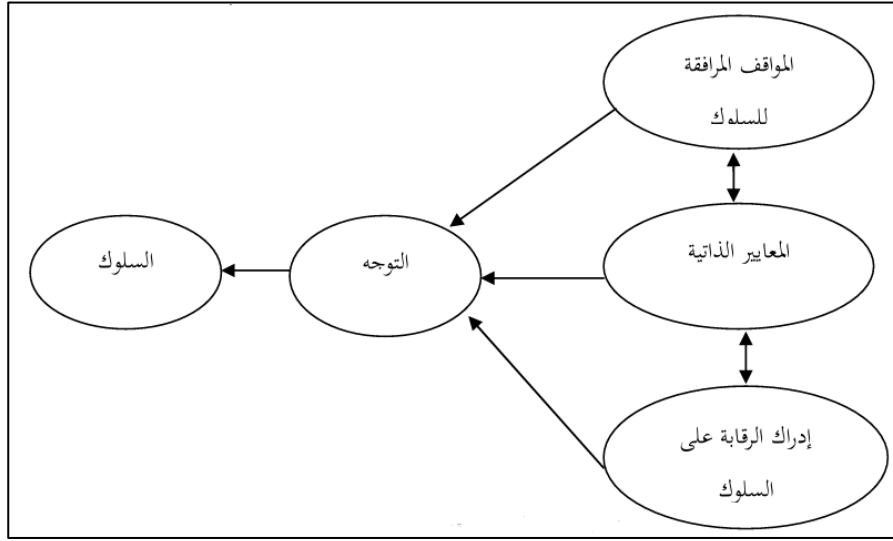 المواقف المرافقة
للسلوك
المعايير الذاتية
التوجه
السلوك
إدراك الرقابة على
السلوك